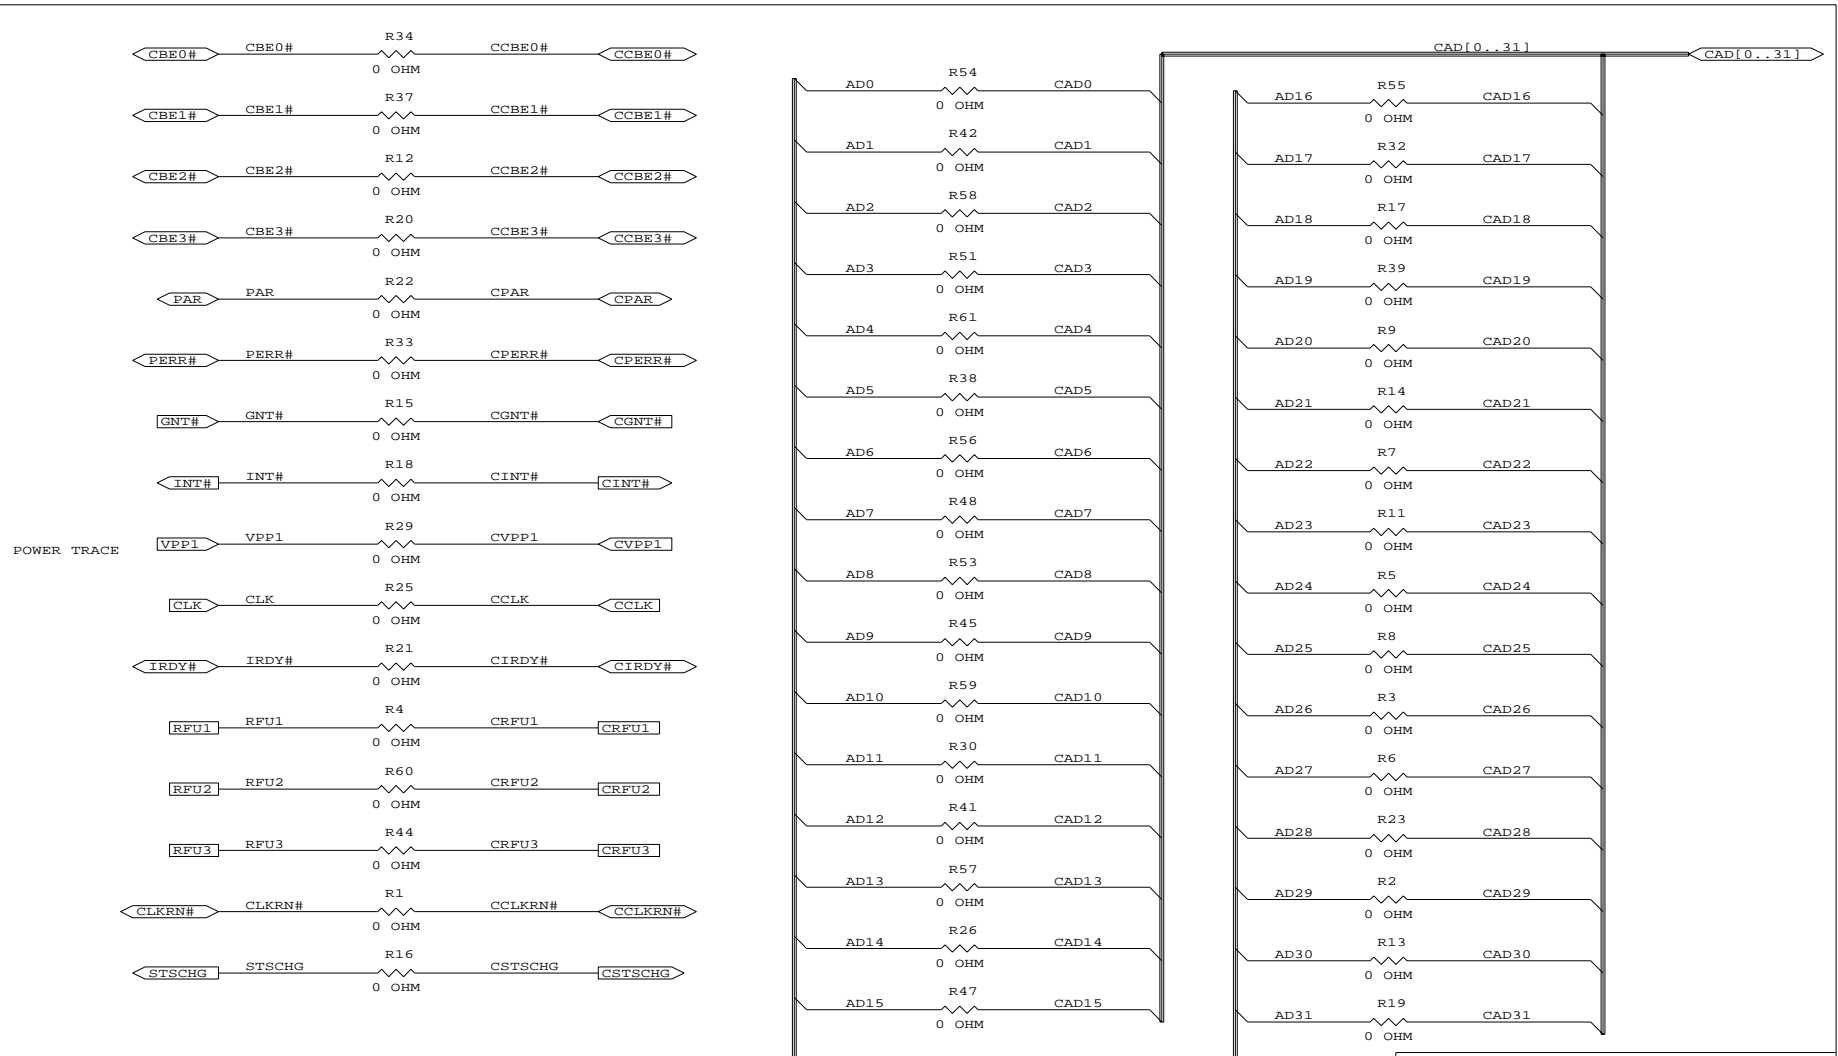 CBE0# CBE0# R34 0 OHM CCBE0# CCBE0#
CBE1# CBE1# R37 0 OHM CCBE1# CCBE1#
CBE2# CBE2# R12 0 OHM CCBE2# CCBE2#
CBE3# CBE3# R20 0 OHM CCBE3# CCBE3#
PAR PAR R22 0 OHM CPAR CPAR
PERR# PERR# R33 0 OHM CPERR# CPERR#
GNT# GNT# R15 0 OHM CGNT# CGNT#
INT# INT# R18 0 OHM CINT# CINT#
POWER TRACE VPP1 VPP1 R29 0 OHM CVPP1 CVPP1
CLK CLK R25 0 OHM CCLK CCLK
IRDY# IRDY# R21 0 OHM CIRDY# CIRDY#
RFU1 RFU1 R4 0 OHM CRFU1 CRFU1
RFU2 RFU2 R60 0 OHM CRFU2 CRFU2
RFU3 RFU3 R44 0 OHM CRFU3 CRFU3
CLKRN# CLKRN# R1 0 OHM CCLKRN# CCLKRN#
STSCHG STSCHG R16 0 OHM CSTSCHG CSTSCHG
AD0 R54 0 OHM CAD0
AD1 R42 0 OHM CAD1
AD2 R58 0 OHM CAD2
AD3 R51 0 OHM CAD3
AD4 R61 0 OHM CAD4
AD5 R38 0 OHM CAD5
AD6 R56 0 OHM CAD6
AD7 R48 0 OHM CAD7
AD8 R53 0 OHM CAD8
AD9 R45 0 OHM CAD9
AD10 R59 0 OHM CAD10
AD11 R30 0 OHM CAD11
AD12 R41 0 OHM CAD12
AD13 R57 0 OHM CAD13
AD14 R26 0 OHM CAD14
AD15 R47 0 OHM CAD15
CAD[0..31] CAD[0..31]
AD16 R55 0 OHM CAD16
AD17 R32 0 OHM CAD17
AD18 R17 0 OHM CAD18
AD19 R39 0 OHM CAD19
AD20 R9 0 OHM CAD20
AD21 R14 0 OHM CAD21
AD22 R7 0 OHM CAD22
AD23 R11 0 OHM CAD23
AD24 R5 0 OHM CAD24
AD25 R8 0 OHM CAD25
AD26 R3 0 OHM CAD26
AD27 R6 0 OHM CAD27
AD28 R23 0 OHM CAD28
AD29 R2 0 OHM CAD29
AD30 R13 0 OHM CAD30
AD31 R19 0 OHM CAD31